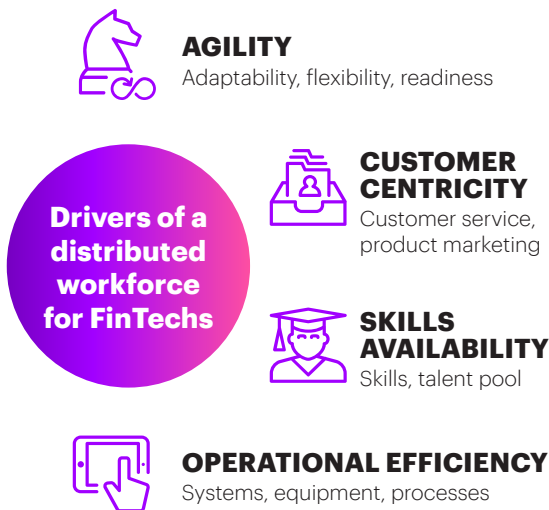 AGILITY
Adaptability, flexibility, readiness
Drivers of a
distributed
workforce
for FinTechs
CUSTOMER
CENTRICITY
Customer service,
product marketing
SKILLS
AVAILABILITY
Skills, talent pool
OPERATIONAL EFFICIENCY
Systems, equipment, processes